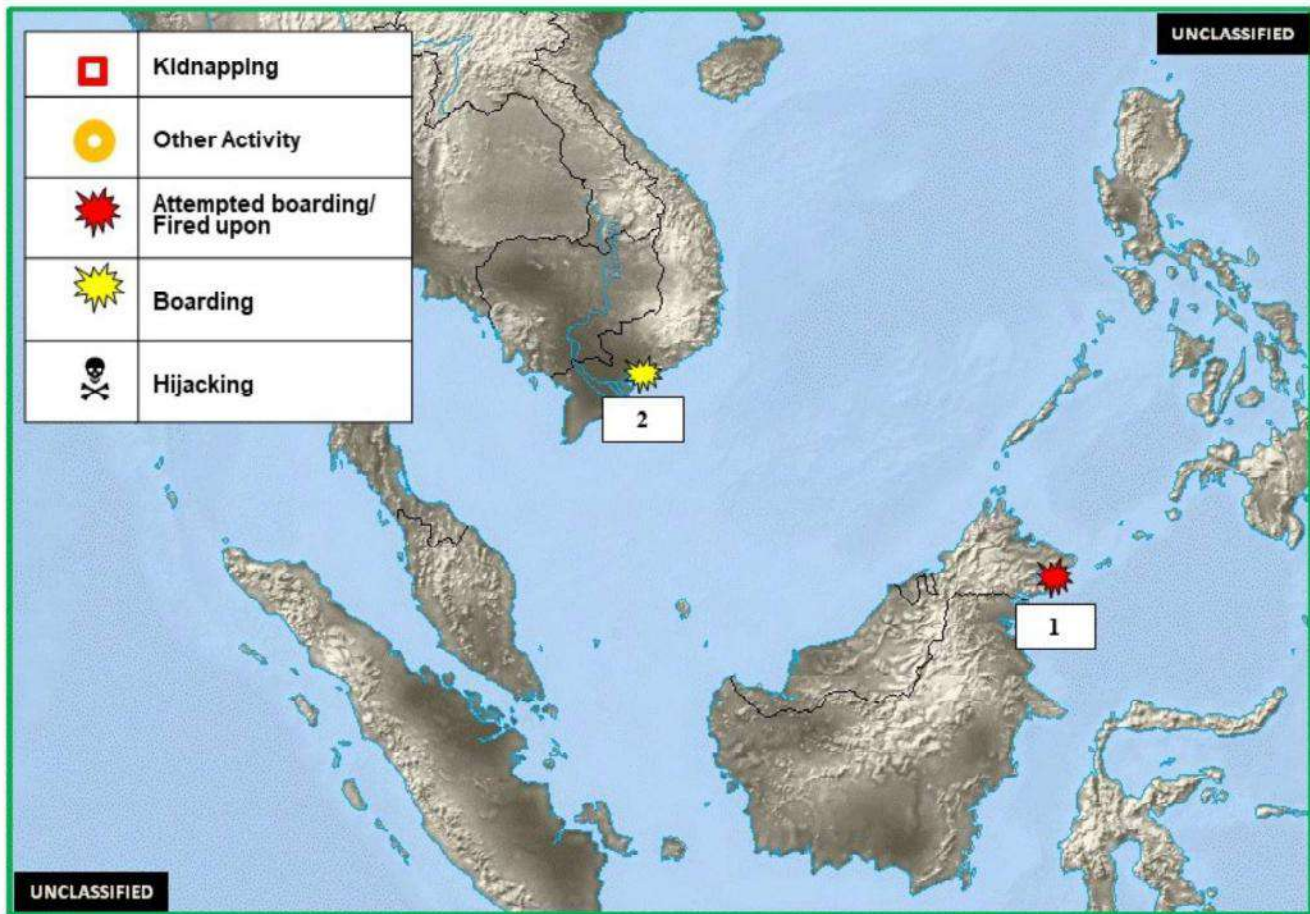 UNCLASSIFIED
Kidnapping
Other Activity
Attempted boarding/
Fired upon
Boarding
Hijacking
2
1
UNCLASSIFIED